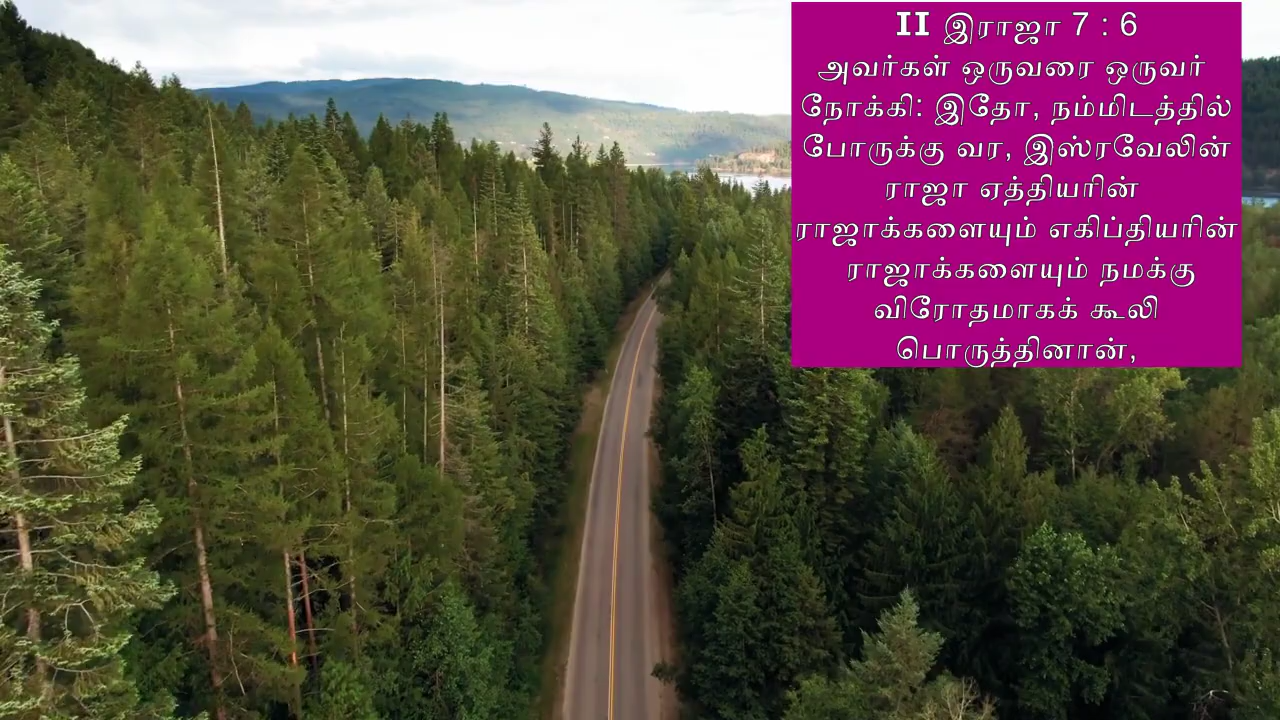 II இராஜா 7 : 6
அவர்கள் ஒருவரை ஒருவர்
நோக்கி: இதோ, நம்மிடத்தில்
போருக்கு வர, இஸ்ரவேலின்
ராஜா ஏத்தியரின்
ராஜாக்களையும் எகிப்தியரின்
ராஜாக்களையும் நமக்கு
விரோதமாகக் கூலி
பொருத்தினான்,